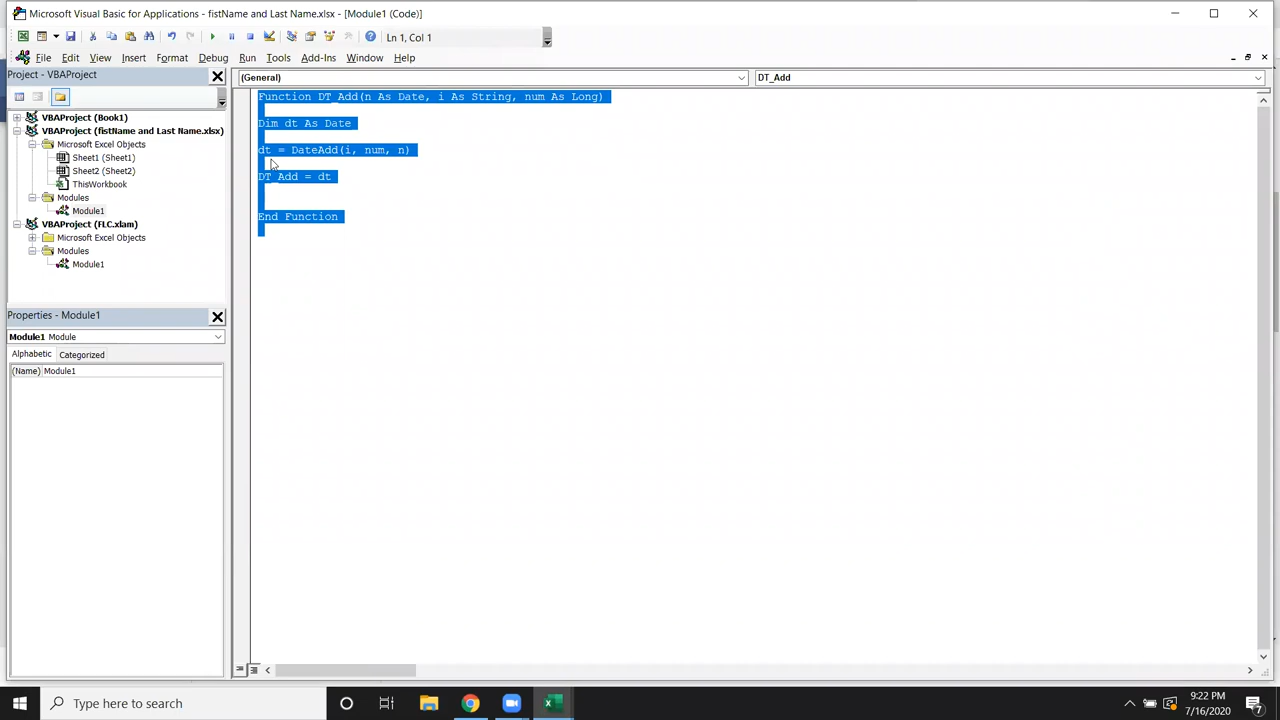 Microsoft Visual Basic for Applications - fistName and Last Name.xlsx - [Module1 (Code)]
Ln 1, Col 1
File Edit View Insert Format Debug Run Tools Add-Ins Window Help
Project - VBAProject
(General)
DT_Add
VBAProject (Book1)
VBAProject (fistName and Last Name.xlsx)
Microsoft Excel Objects
Sheet1 (Sheet1)
Sheet2 (Sheet2)
ThisWorkbook
Modules
Module1
VBAProject (FLC.xlam)
Microsoft Excel Objects
Modules
Module1
Function DT_Add(n As Date, i As String, num As Long)
Dim dt As Date
dt = DateAdd(i, num, n)
DT_Add = dt
End Function
Properties - Module1
Module1 Module
Alphabetic Categorized
(Name) Module1
Type here to search
9:22 PM
7/16/2020
7